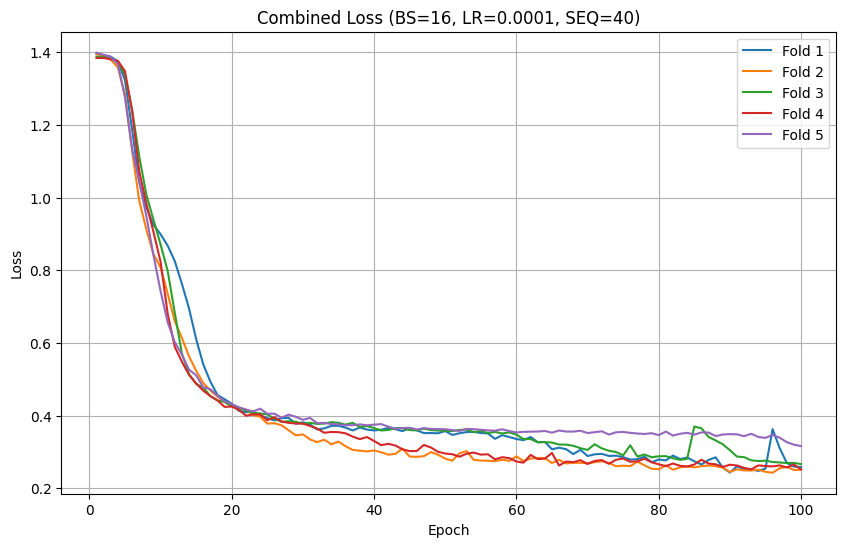 Combined Loss (BS=16, LR=0.0001, SEQ=40)
Loss
1.4
1.2
1.0
0.8
0.6
0.4
0.2
Fold 1
Fold 2
Fold 3
Fold 4
Fold 5
0 20 40 60 80 100
Epoch